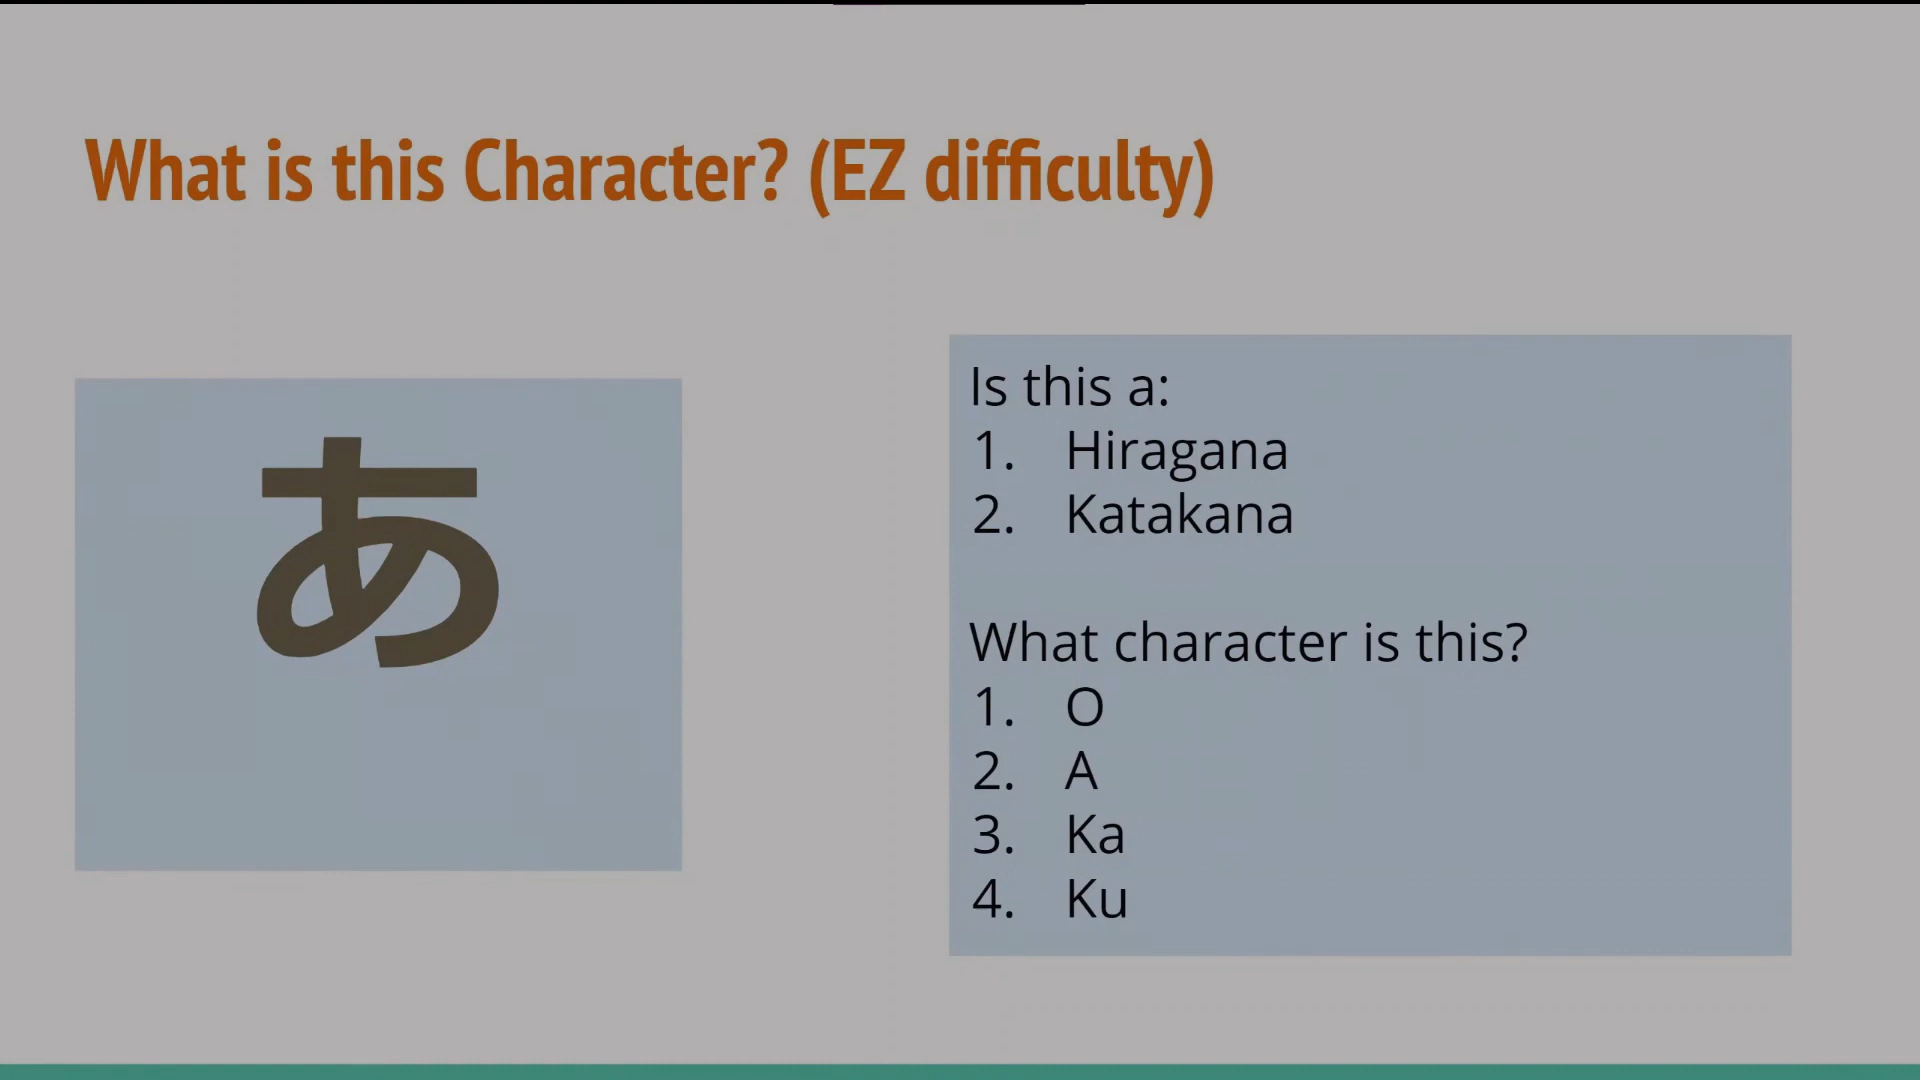 What is this Character? (EZ difficulty)
あ
Is this a:
1. Hiragana
2. Katakana
What character is this?
1. O
2. A
3. Ka
4. Ku